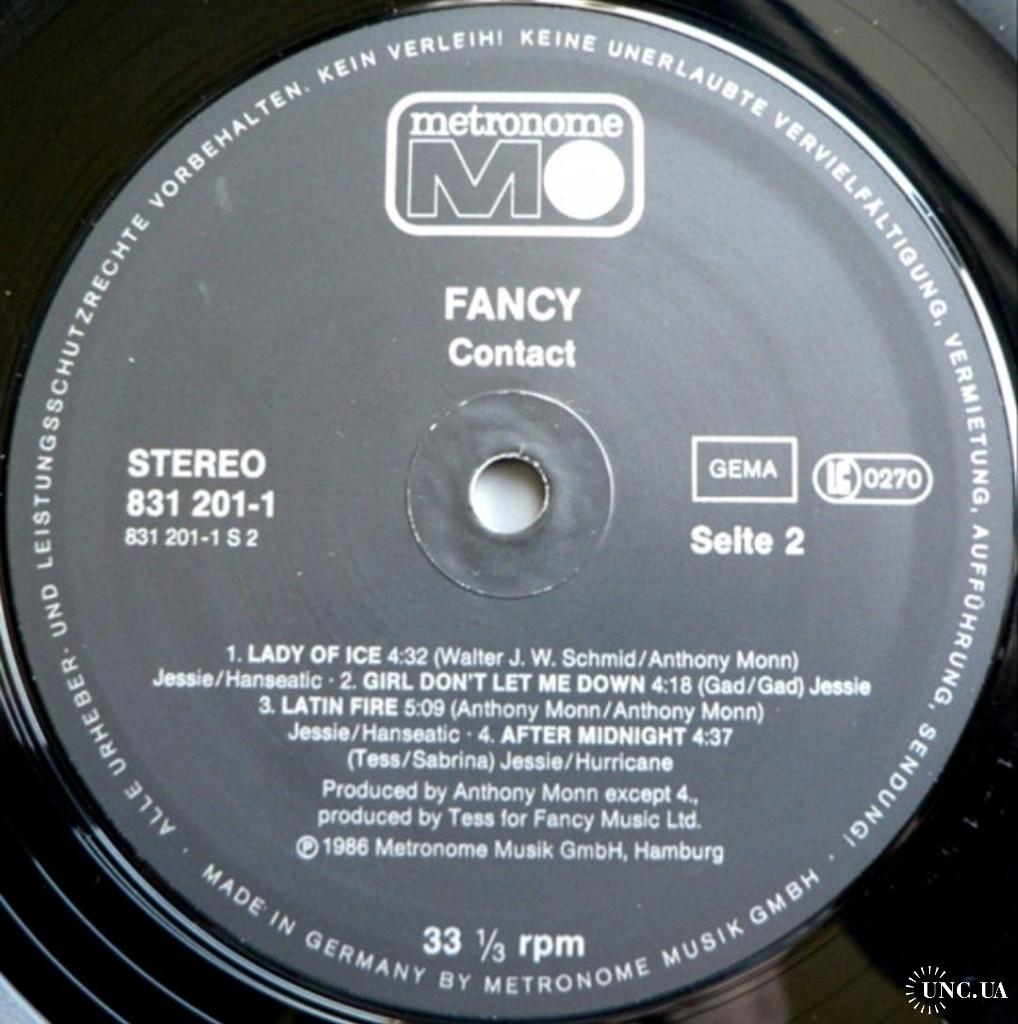 ALLE URHEBER- UND LEISTUNGSSCHUTZRECHTE VORBEHALTEN. KEIN VERLEIH! KEINE UNERLAUBTE VERVIELFÄLTIGUNG, VERMIETUNG, AUFFÜHRUNG, SENDUNG!
metronome
MO
FANCY
Contact
STEREO
831 201-1
831 201-1 S 2
GEMA
LC 0270
Seite 2
1. LADY OF ICE 4:32 (Walter J. W. Schmid/Anthony Monn)
Jessie/Hanseatic · 2. GIRL DON'T LET ME DOWN 4:18 (Gad/Gad) Jessie
3. LATIN FIRE 5:09 (Anthony Monn/Anthony Monn)
Jessie/Hanseatic · 4. AFTER MIDNIGHT 4:37
(Tess/Sabrina) Jessie/Hurricane
Produced by Anthony Monn except 4.,
produced by Tess for Fancy Music Ltd.
℗ 1986 Metronome Musik GmbH, Hamburg
33 ⅓ rpm
· MADE IN GERMANY BY METRONOME MUSIK GMBH ·
UNC.UA